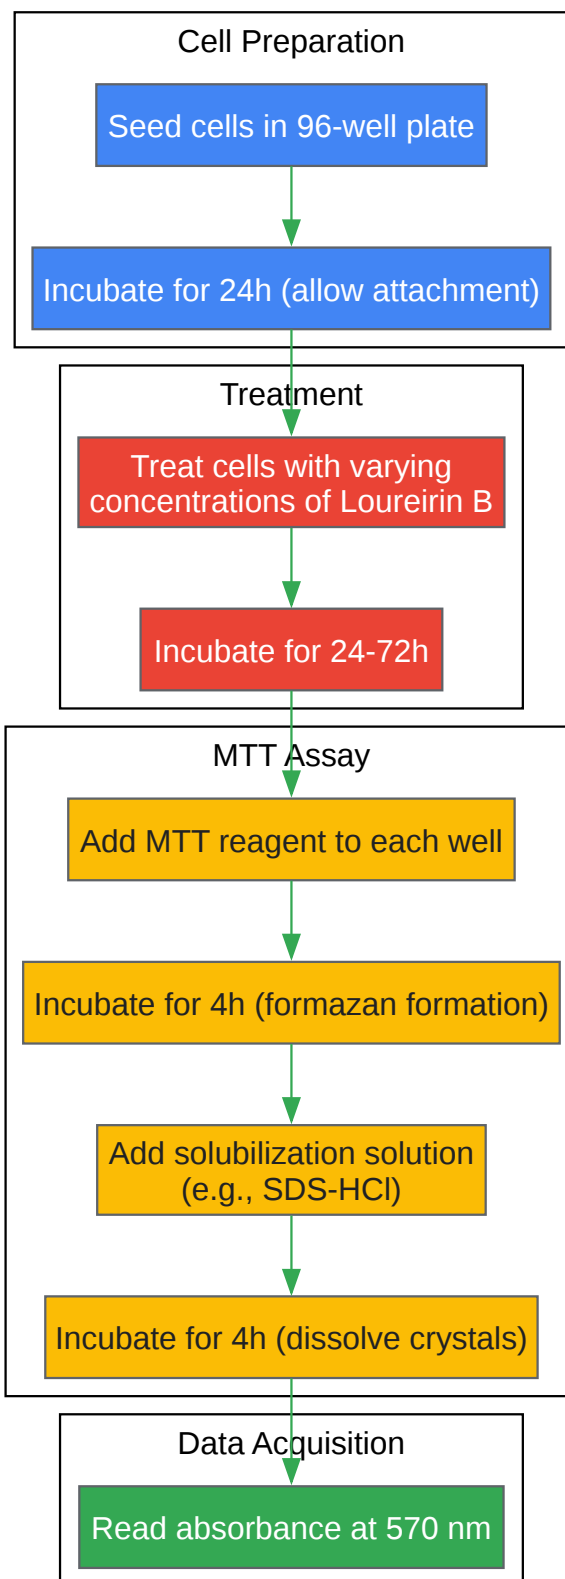 Cell Preparation
Seed cells in 96-well plate
Incubate for 24h (allow attachment)
Treatment
Treat cells with varying
concentrations of Loureirin B
Incubate for 24-72h
MTT Assay
Add MTT reagent to each well
Incubate for 4h (formazan formation)
Add solubilization solution
(e.g., SDS-HCl)
Incubate for 4h (dissolve crystals)
Data Acquisition
Read absorbance at 570 nm